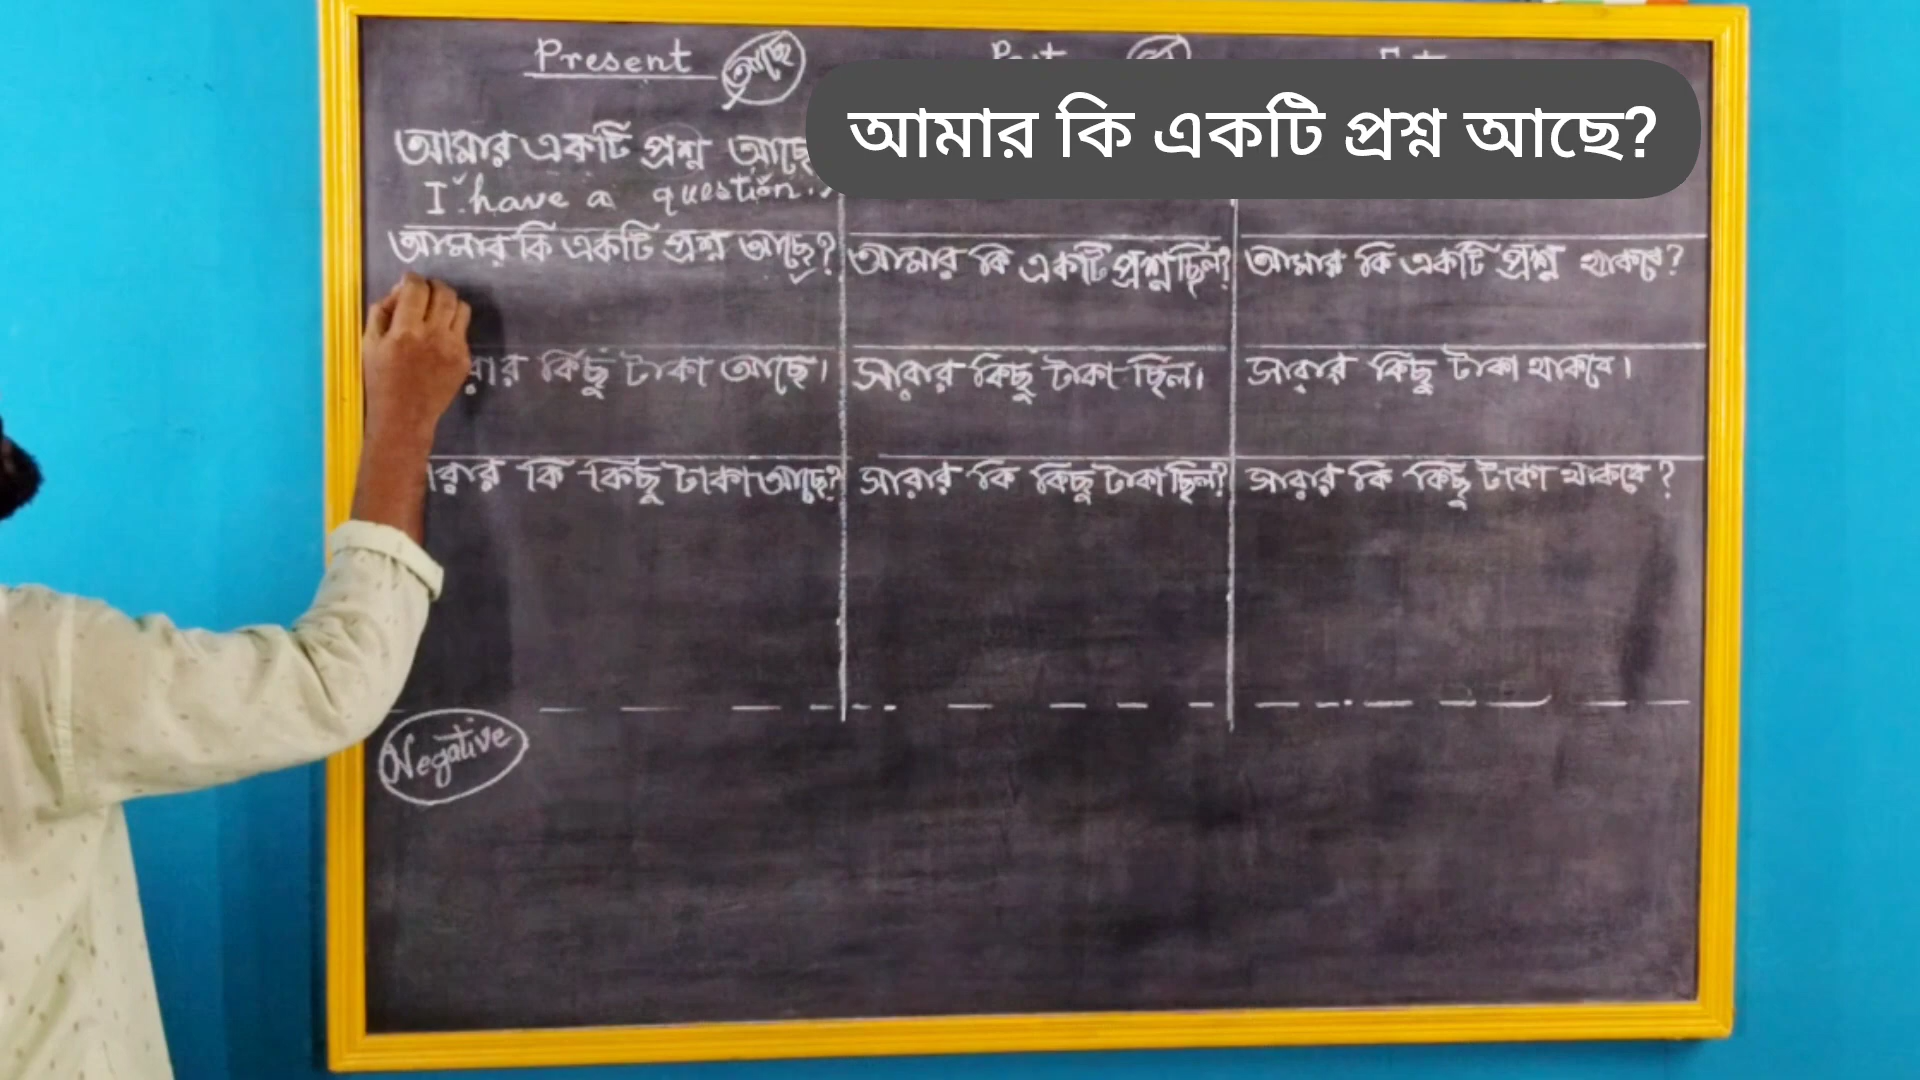 Present আছে
আমার কি একটি প্রশ্ন আছে?
আমার একটি প্রশ্ন আছে
I have a question.
আমার কি একটি প্রশ্ন আছে? আমার কি একটি প্রশ্ন ছিল? আমার কি একটি প্রশ্ন থাকবে?
কিছু টাকা আছে। সারার কিছু টাকা ছিল। সারার কিছু টাকা থাকবে।
কি কিছু টাকা আছে? সারার কি কিছু টাকা ছিল? সারার কি কিছু টাকা থাকবে?
Negative